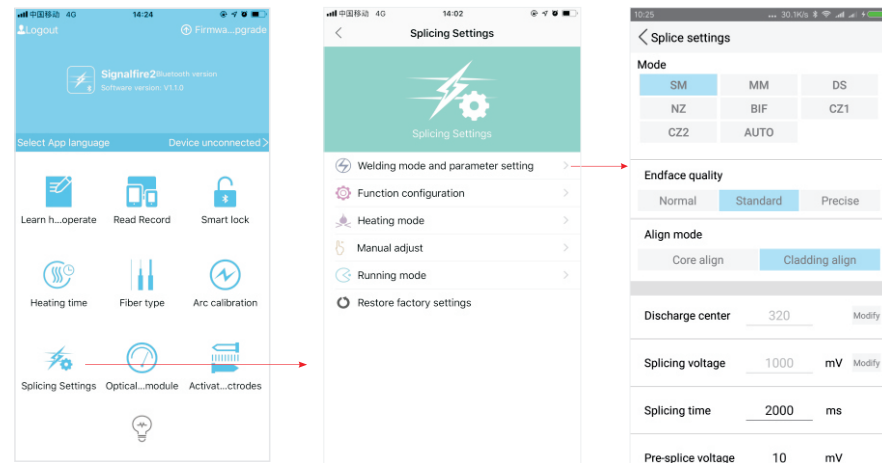 中国移动 4G 14:24
Logout Firmwa...pgrade
Signalfire2 Bluetooth version
Software version: V1.1.0
Select App language Device unconnected >
Learn h...operate Read Record Smart lock
Heating time Fiber type Arc calibration
Splicing Settings Optical...module Activat...ctrodes
中国移动 4G 14:02
< Splicing Settings
Splicing Settings
Welding mode and parameter setting >
Function configuration >
Heating mode >
Manual adjust >
Running mode >
Restore factory settings
10:25 ... 30.1K/s
< Splice settings
Mode
SM MM DS
NZ BIF CZ1
CZ2 AUTO
Endface quality
Normal Standard Precise
Align mode
Core align Cladding align
Discharge center 320 Modify
Splicing voltage 1000 mV Modify
Splicing time 2000 ms
Pre-splice voltage 10 mV